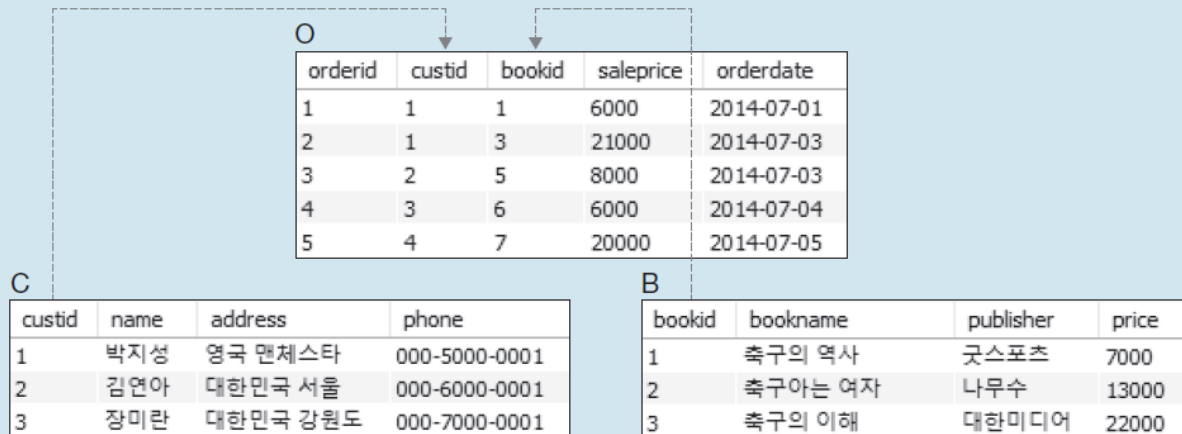 O
orderid custid bookid saleprice orderdate
1 1 1 6000 2014-07-01
2 1 3 21000 2014-07-03
3 2 5 8000 2014-07-03
4 3 6 6000 2014-07-04
5 4 7 20000 2014-07-05
C
custid name address phone
1 박지성 영국 맨체스타 000-5000-0001
2 김연아 대한민국 서울 000-6000-0001
3 장미란 대한민국 강원도 000-7000-0001
B
bookid bookname publisher price
1 축구의 역사 굿스포츠 7000
2 축구아는 여자 나무수 13000
3 축구의 이해 대한미디어 22000